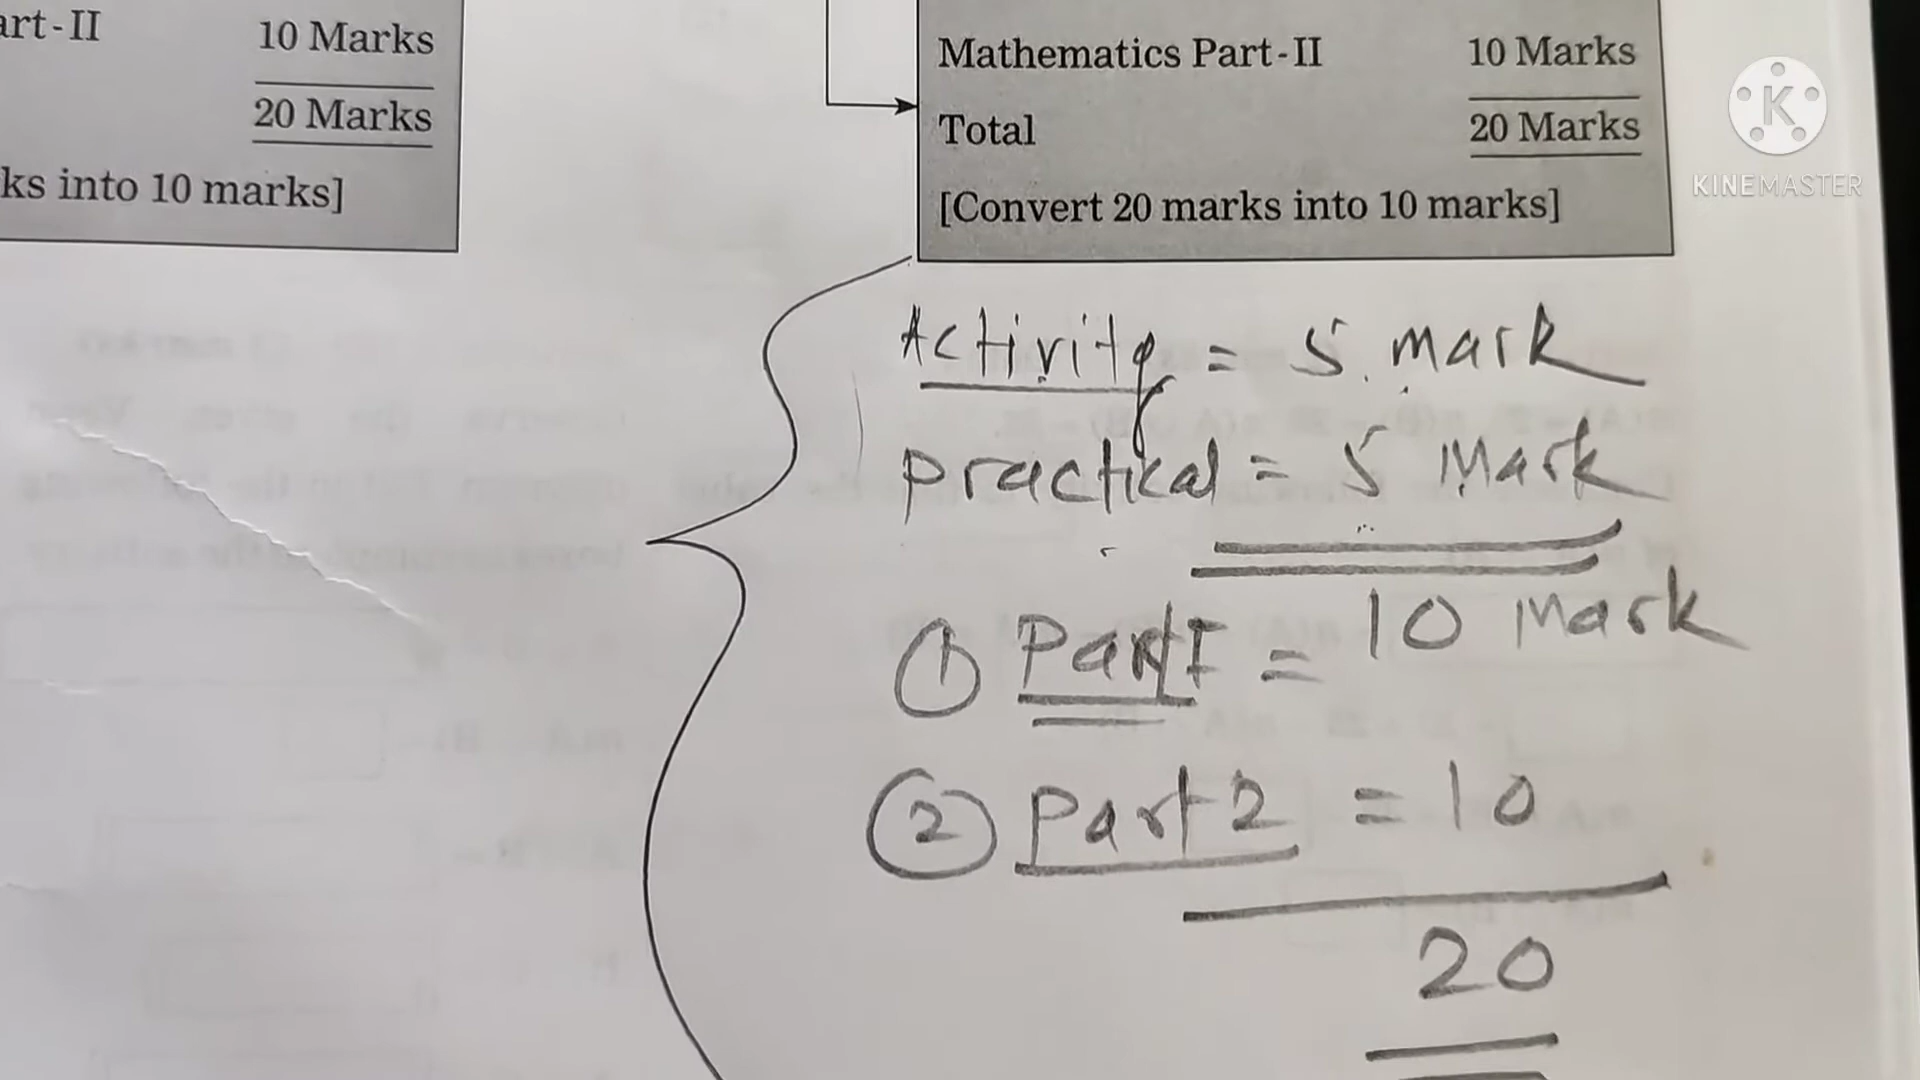 art-II 10 Marks
20 Marks
ks into 10 marks]
Mathematics Part-II 10 Marks
Total 20 Marks
[Convert 20 marks into 10 marks]
KINEMASTER
Activity = 5 mark
practical = 5 Mark
① Part I = 10 Mark
② Part 2 = 10
20